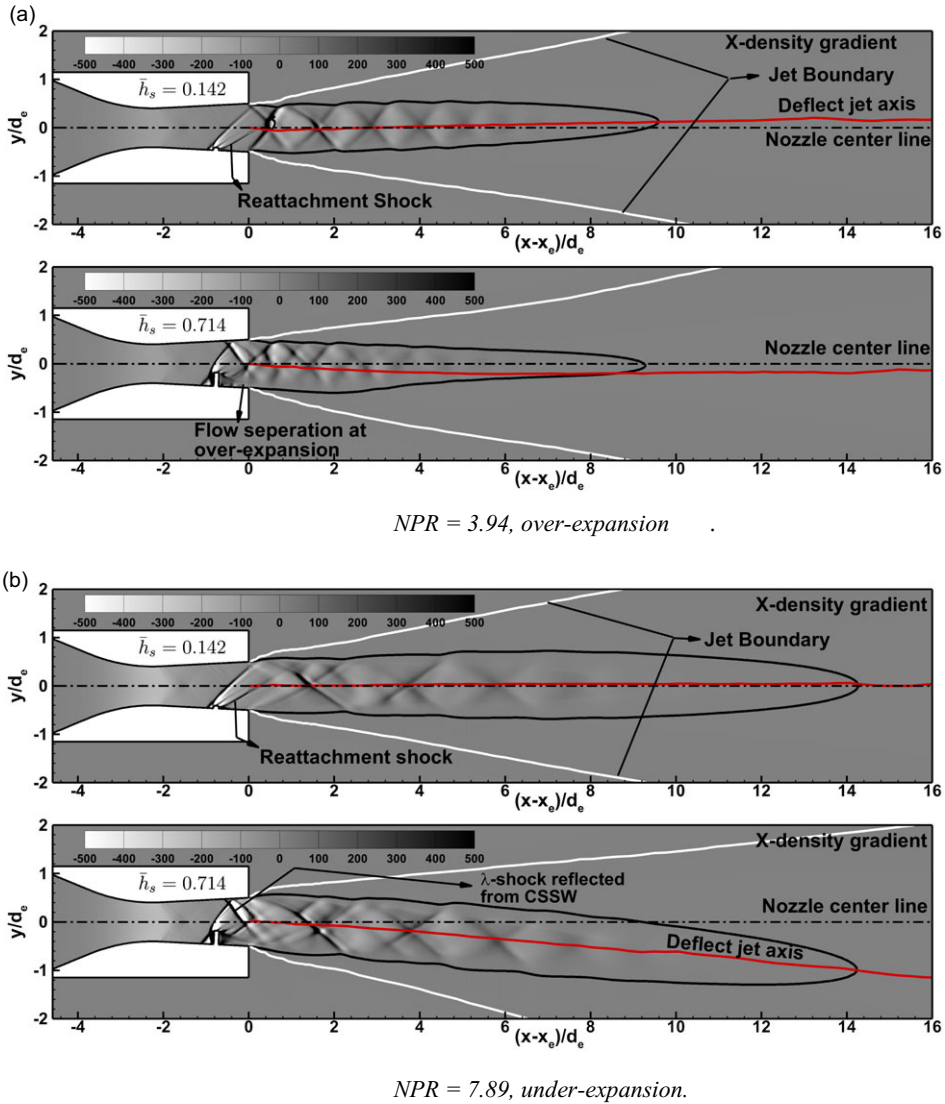 (a)
2
-500 -400 -300 -200 -100 0 100 200 300 400 500
X-density gradient
h̄ₛ = 0.142
Jet Boundary
1
Deflect jet axis
y/dₑ
0
Nozzle center line
-1
Reattachment Shock
-2
-4 -2 0 2 4 6 8 10 12 14 16
(x-xₑ)/dₑ
2
-500 -400 -300 -200 -100 0 100 200 300 400 500
h̄ₛ = 0.714
1
Nozzle center line
y/dₑ
0
-1
Flow seperation at
over-expansion
-2
-4 -2 0 2 4 6 8 10 12 14 16
(x-xₑ)/dₑ
NPR = 3.94, over-expansion .
(b)
2
-500 -400 -300 -200 -100 0 100 200 300 400 500
X-density gradient
h̄ₛ = 0.142
Jet Boundary
1
y/dₑ
0
-1
Reattachment shock
-2
-4 -2 0 2 4 6 8 10 12 14 16
(x-xₑ)/dₑ
2
-500 -400 -300 -200 -100 0 100 200 300 400 500
X-density gradient
h̄ₛ = 0.714
λ-shock reflected
from CSSW
1
Nozzle center line
y/dₑ
0
Deflect jet axis
-1
-2
-4 -2 0 2 4 6 8 10 12 14 16
(x-xₑ)/dₑ
NPR = 7.89, under-expansion.